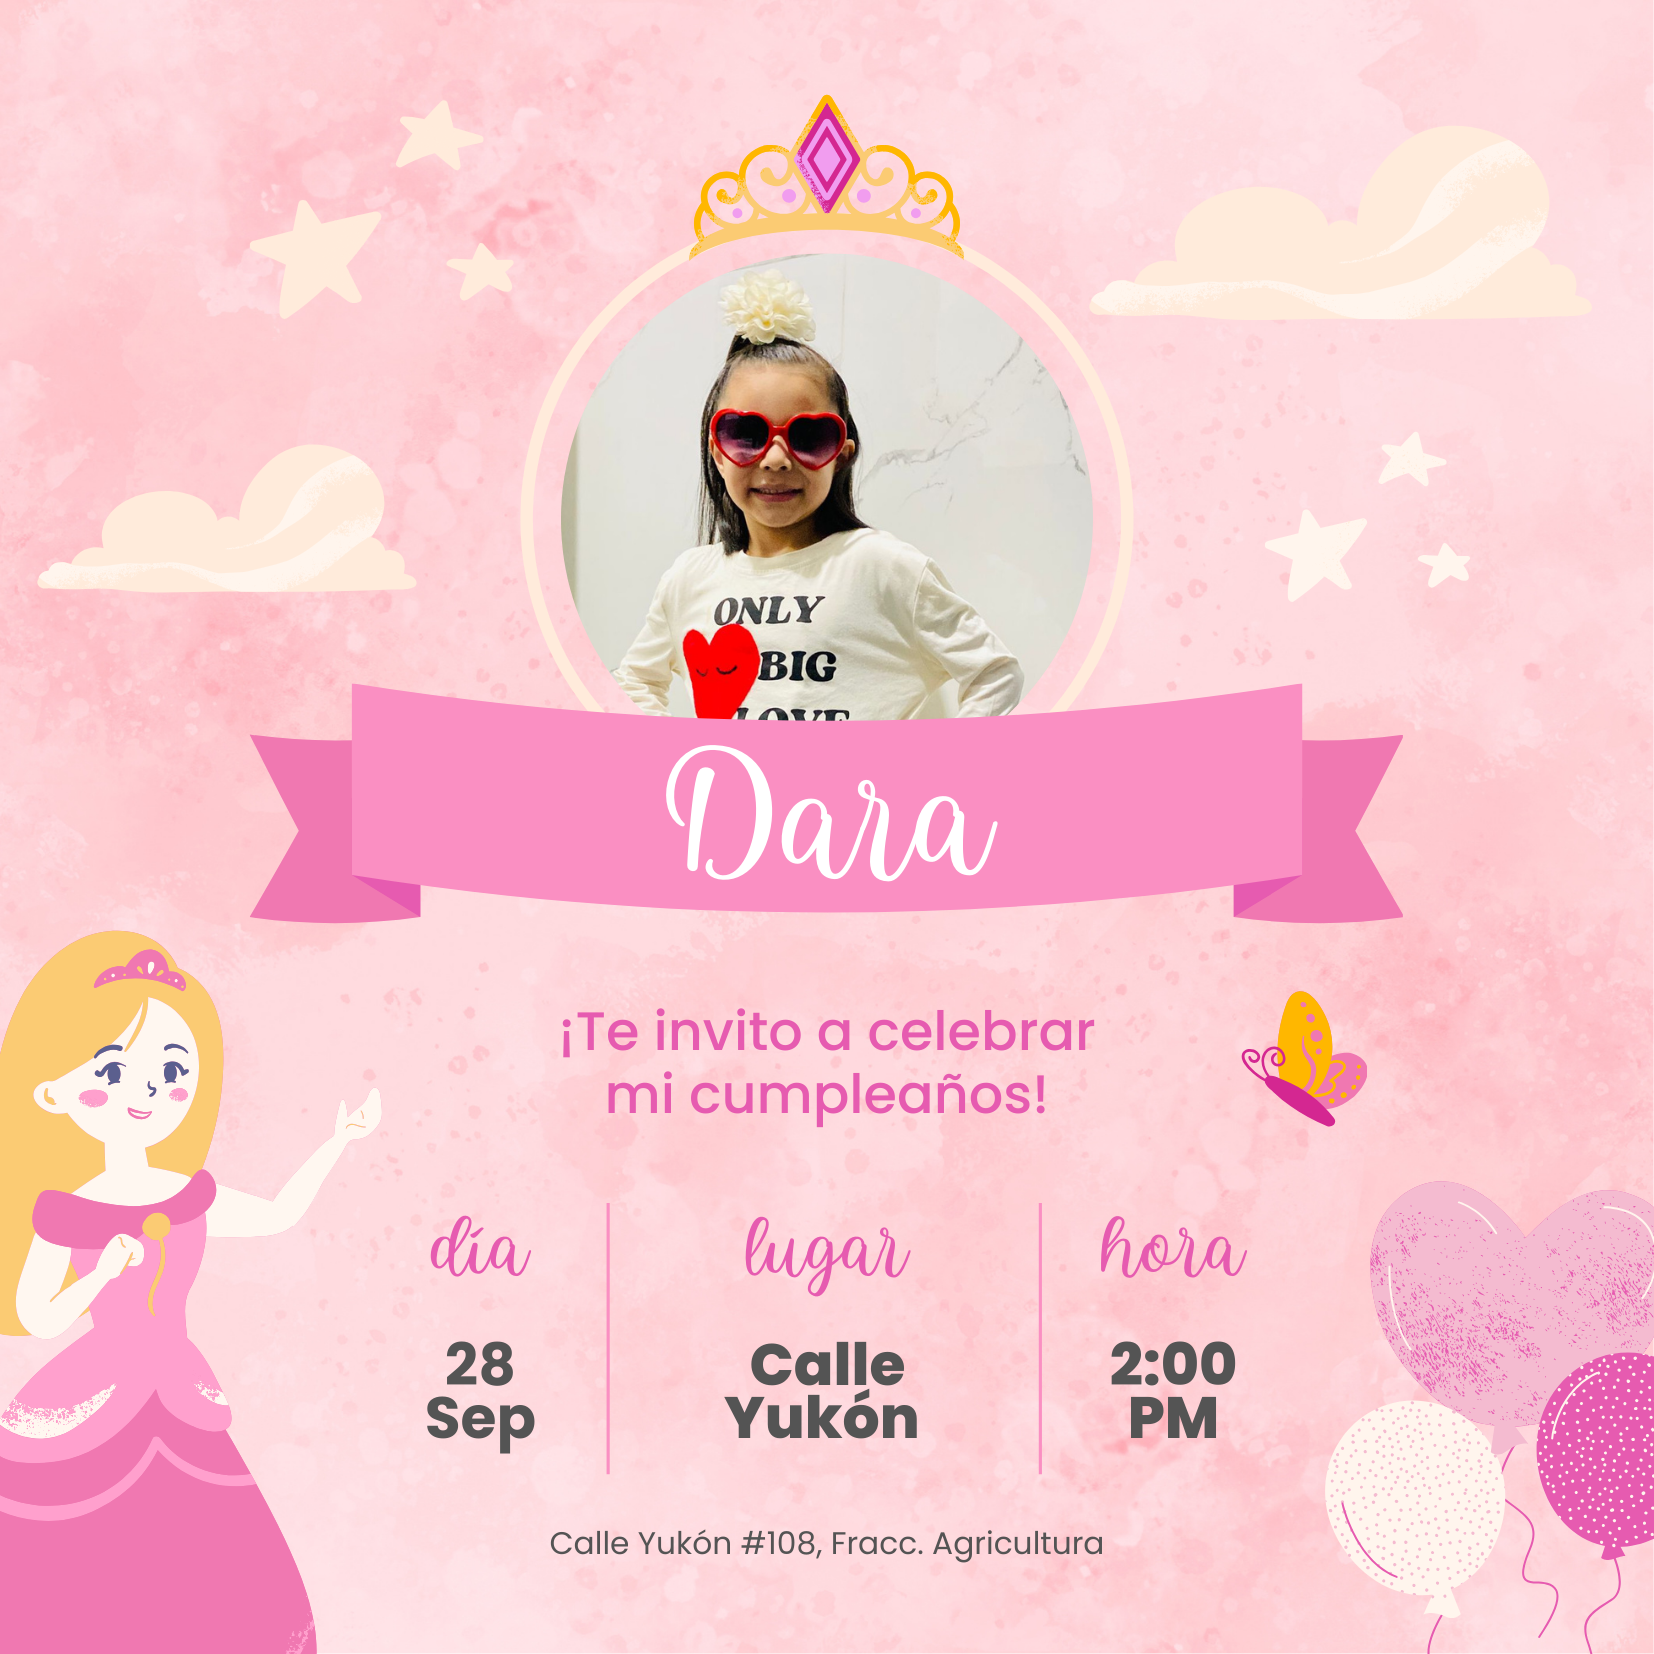 ONLY
BIG
LOVE
Dara
¡Te invito a celebrar
mi cumpleaños!
día
28
Sep
lugar
Calle
Yukón
hora
2:00
PM
Calle Yukón #108, Fracc. Agricultura